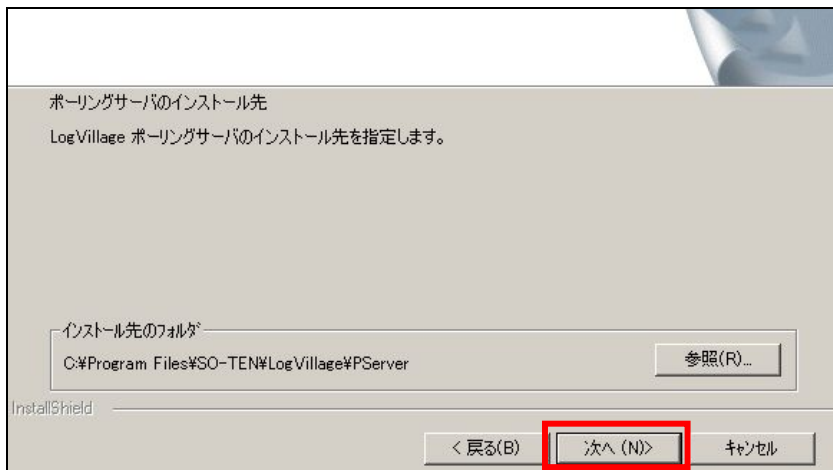 ポーリングサーバのインストール先
LogVillage ポーリングサーバのインストール先を指定します。
インストール先のフォルダ
C:¥Program Files¥SO-TEN¥LogVillage¥PServer
参照(R)...
InstallShield
< 戻る(B)
次へ (N)>
キャンセル